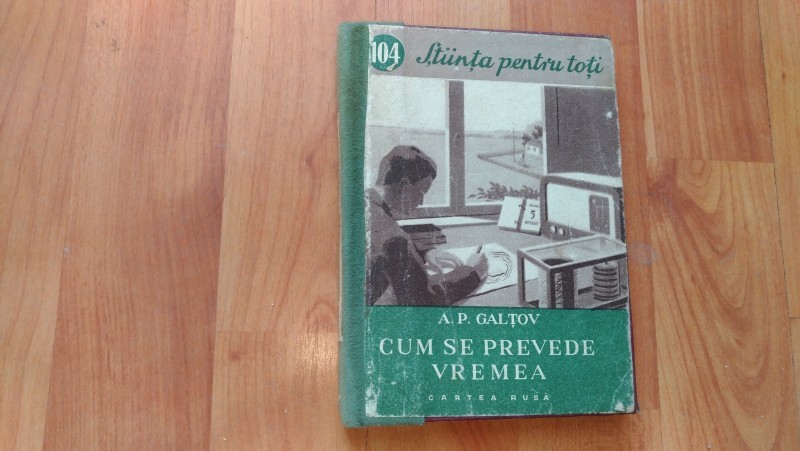 104 Știința pentru toți
5
A. P. GALȚOV
CUM SE PREVEDE
VREMEA
CARTEA RUSĂ